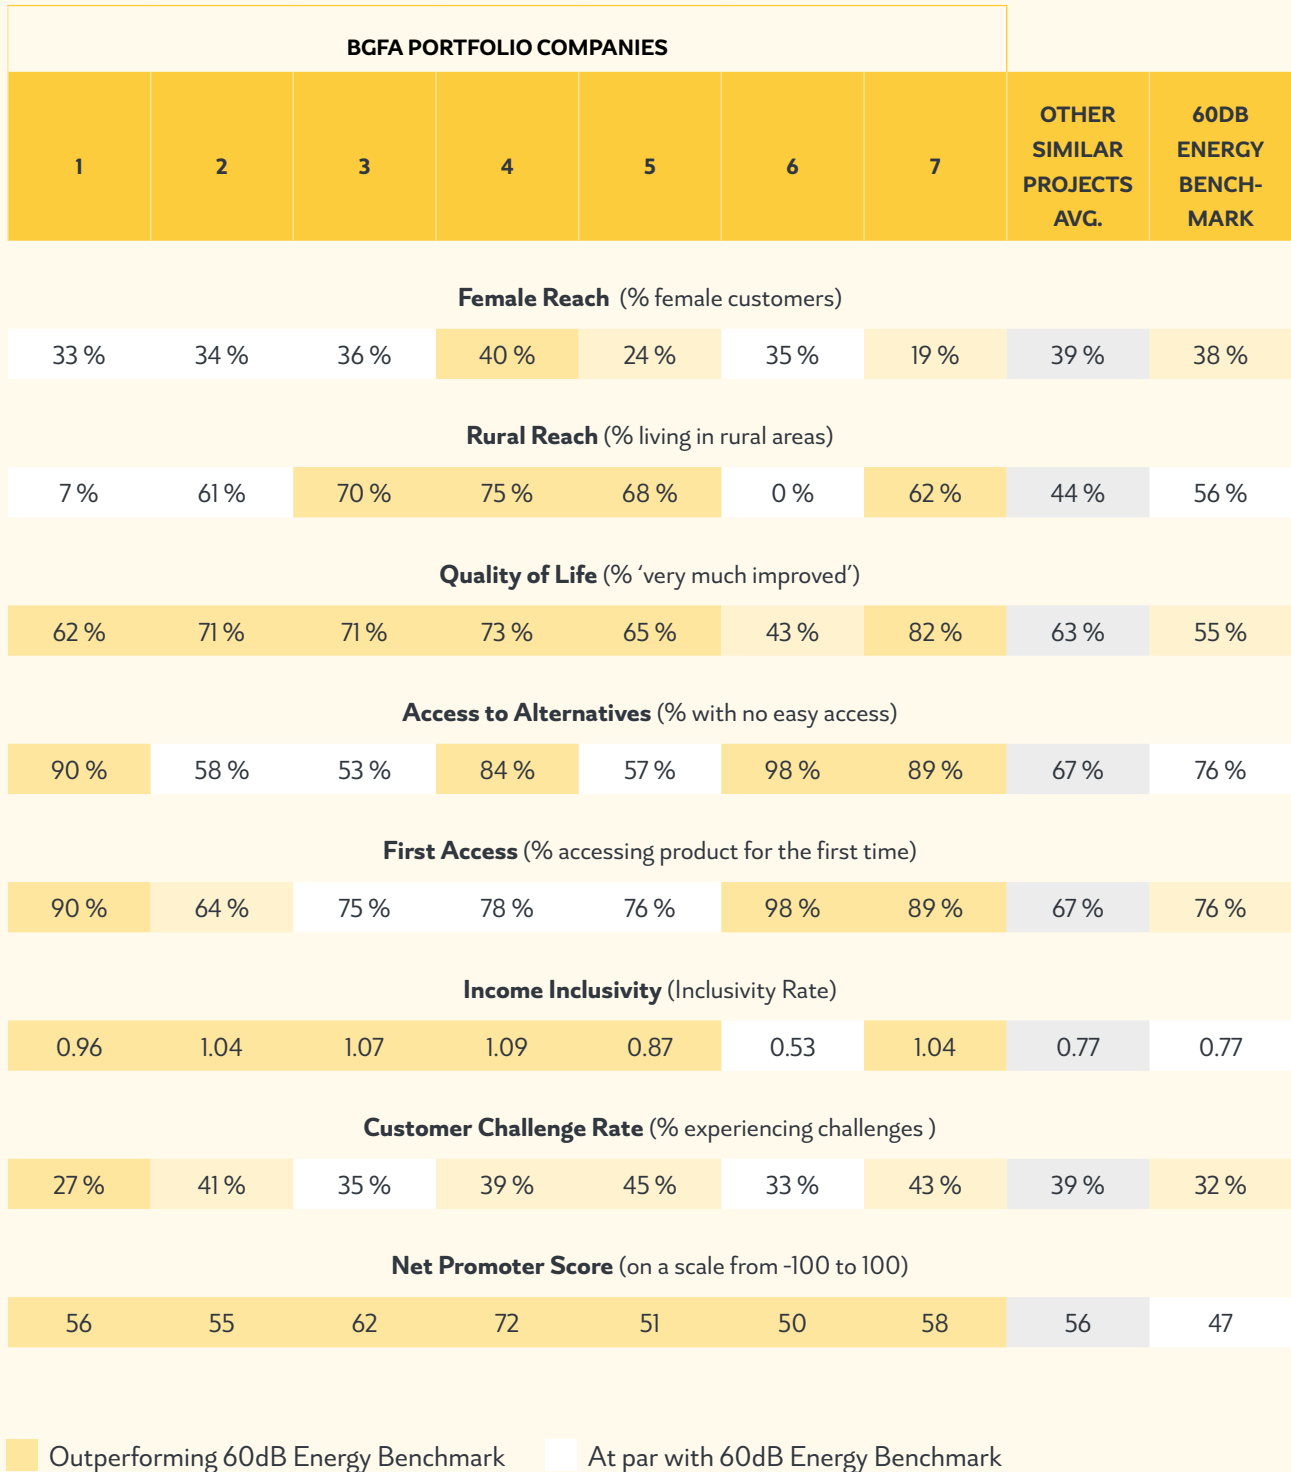 BGFA PORTFOLIO COMPANIES
1 2 3 4 5 6 7 OTHER SIMILAR PROJECTS AVG. 60DB ENERGY BENCH-MARK
Female Reach (% female customers)
33 % 34 % 36 % 40 % 24 % 35 % 19 % 39 % 38 %
Rural Reach (% living in rural areas)
7 % 61 % 70 % 75 % 68 % 0 % 62 % 44 % 56 %
Quality of Life (% ‘very much improved’)
62 % 71 % 71 % 73 % 65 % 43 % 82 % 63 % 55 %
Access to Alternatives (% with no easy access)
90 % 58 % 53 % 84 % 57 % 98 % 89 % 67 % 76 %
First Access (% accessing product for the first time)
90 % 64 % 75 % 78 % 76 % 98 % 89 % 67 % 76 %
Income Inclusivity (Inclusivity Rate)
0.96 1.04 1.07 1.09 0.87 0.53 1.04 0.77 0.77
Customer Challenge Rate (% experiencing challenges )
27 % 41 % 35 % 39 % 45 % 33 % 43 % 39 % 32 %
Net Promoter Score (on a scale from -100 to 100)
56 55 62 72 51 50 58 56 47
Outperforming 60dB Energy Benchmark At par with 60dB Energy Benchmark